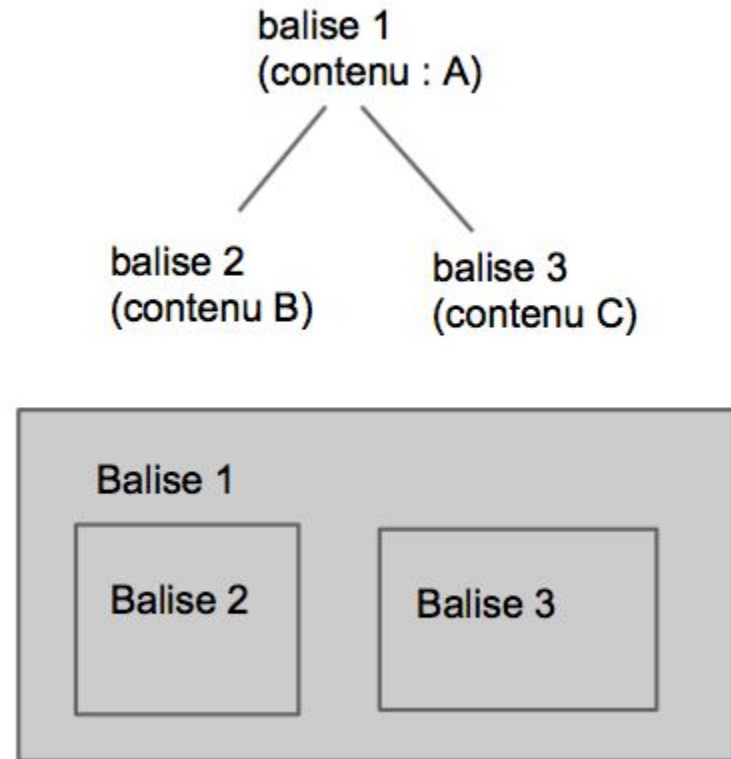 balise 1
(contenu : A)
balise 2
(contenu B)
balise 3
(contenu C)
Balise 1
Balise 2
Balise 3